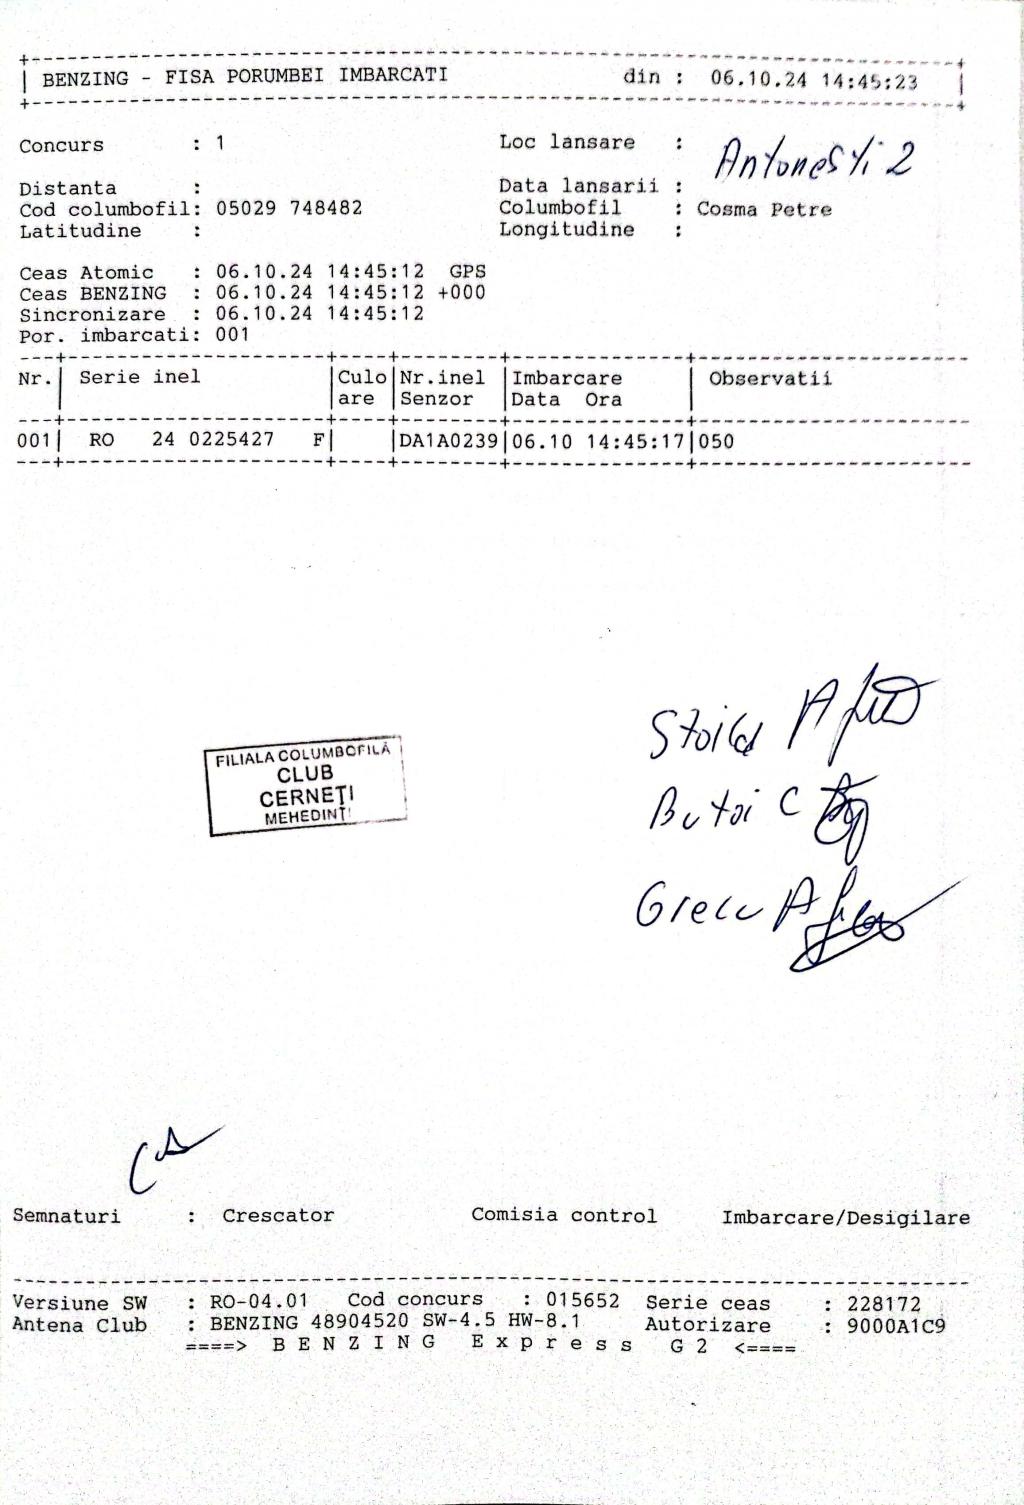 BENZING - FISA PORUMBEI IMBARCATI din : 06.10.24 14:45:23
Concurs : 1 Loc lansare : Antonesti 2
Distanta : Data lansarii :
Cod columbofil: 05029 748482 Columbofil : Cosma Petre
Latitudine : Longitudine :
Ceas Atomic : 06.10.24 14:45:12 GPS
Ceas BENZING : 06.10.24 14:45:12 +000
Sincronizare : 06.10.24 14:45:12
Por. imbarcati: 001
Nr. Serie inel Culo Nr.inel Imbarcare Observatii
are Senzor Data Ora
001 RO 24 0225427 F DA1A0239 06.10 14:45:17 050
Stoica A
FILIALA COLUMBOFILĂ
CLUB
CERNEȚI
MEHEDINȚI
Butoi C
Grecu A
Semnaturi : Crescator Comisia control Imbarcare/Desigilare
Versiune SW : RO-04.01 Cod concurs : 015652 Serie ceas : 228172
Antena Club : BENZING 48904520 SW-4.5 HW-8.1 Autorizare : 9000A1C9
====> B E N Z I N G E x p r e s s G 2 <====